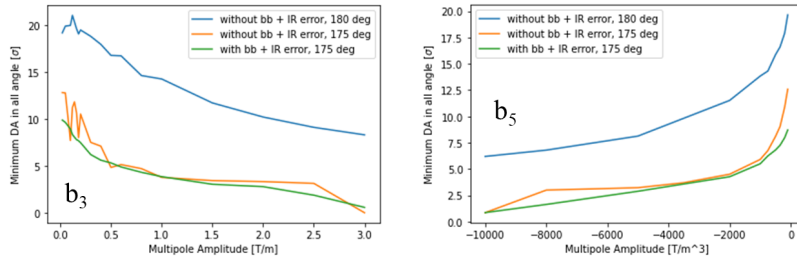 without bb + IR error, 180 deg
without bb + IR error, 175 deg
with bb + IR error, 175 deg
20
15
10
5
0
Minimum DA in all angle [σ]
b3
0.0 0.5 1.0 1.5 2.0 2.5 3.0
Multipole Amplitude [T/m]
without bb + IR error, 180 deg
without bb + IR error, 175 deg
with bb + IR error, 175 deg
20.0
17.5
15.0
12.5
10.0
7.5
5.0
2.5
0.0
Minimum DA in all angle [σ]
b5
−10000 −8000 −6000 −4000 −2000 0
Multipole Amplitude [T/m^3]